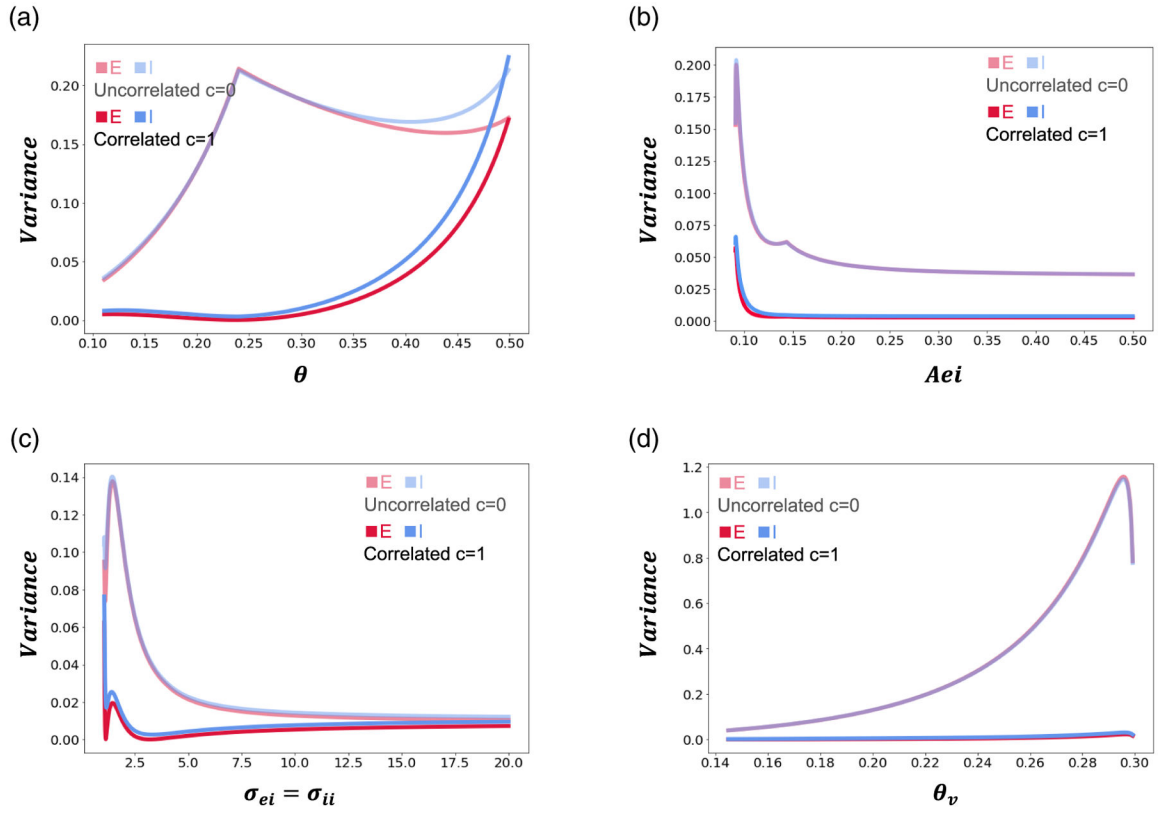 (a)
E I
Uncorrelated c=0
E I
Correlated c=1
Variance
0.20
0.15
0.10
0.05
0.00
0.10 0.15 0.20 0.25 0.30 0.35 0.40 0.45 0.50
θ
(b)
E I
Uncorrelated c=0
E I
Correlated c=1
Variance
0.200
0.175
0.150
0.125
0.100
0.075
0.050
0.025
0.000
0.10 0.15 0.20 0.25 0.30 0.35 0.40 0.45 0.50
Aei
(c)
E I
Uncorrelated c=0
E I
Correlated c=1
Variance
0.14
0.12
0.10
0.08
0.06
0.04
0.02
0.00
2.5 5.0 7.5 10.0 12.5 15.0 17.5 20.0
σ_ei = σ_ii
(d)
E I
Uncorrelated c=0
E I
Correlated c=1
Variance
1.2
1.0
0.8
0.6
0.4
0.2
0.0
0.14 0.16 0.18 0.20 0.22 0.24 0.26 0.28 0.30
θ_v